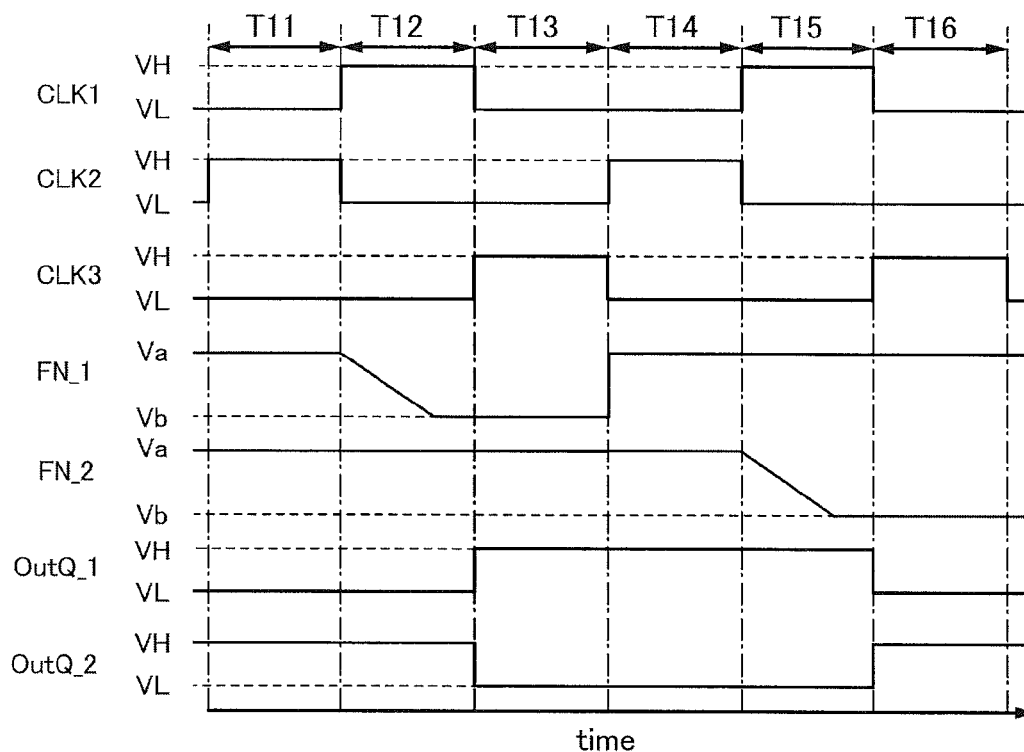 T11 T12 T13 T14 T15 T16
VH
CLK1
VL
VH
CLK2
VL
VH
CLK3
VL
Va
FN_1
Vb
Va
FN_2
Vb
VH
OutQ_1
VL
VH
OutQ_2
VL
time